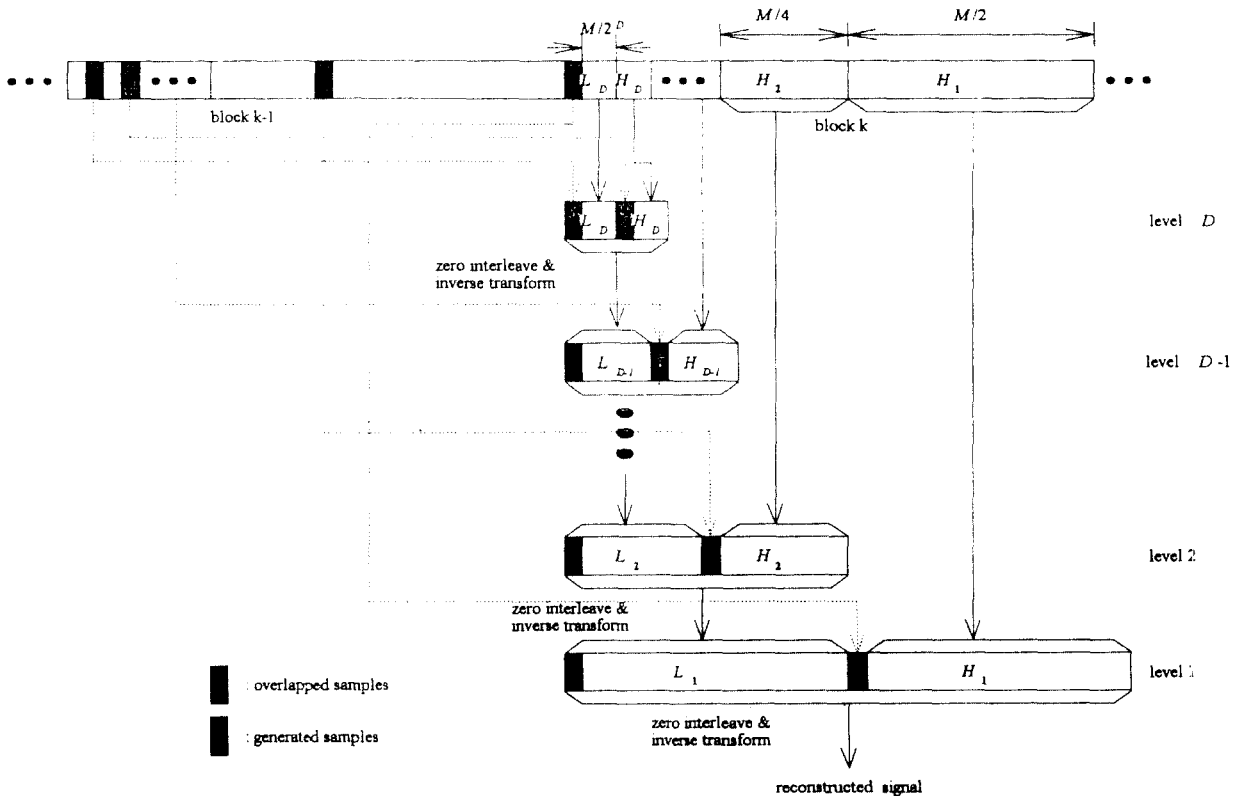 M/2^D
M/4
M/2
L_D
H_D
H_2
H_1
block k-1
block k
L_D
H_D
level D
zero interleave &
inverse transform
L_D-1
H_D-1
level D-1
L_2
H_2
level 2
zero interleave &
inverse transform
L_1
H_1
level 1
: overlapped samples
: generated samples
zero interleave &
inverse transform
reconstructed signal